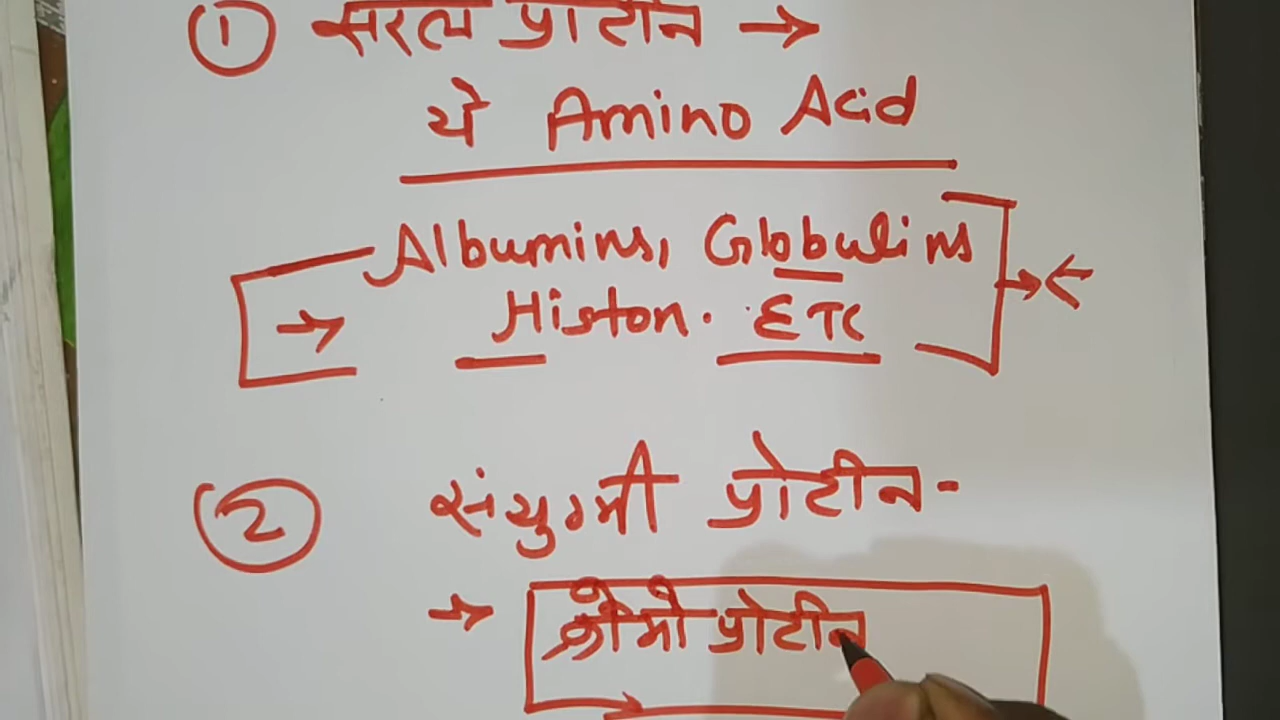 ① सरल प्रोटीन →
ये Amino Acid
Albumins, Globulins
→ Histon. ETC
② संयुग्मी प्रोटीन-
→ क्रोमो प्रोटीन